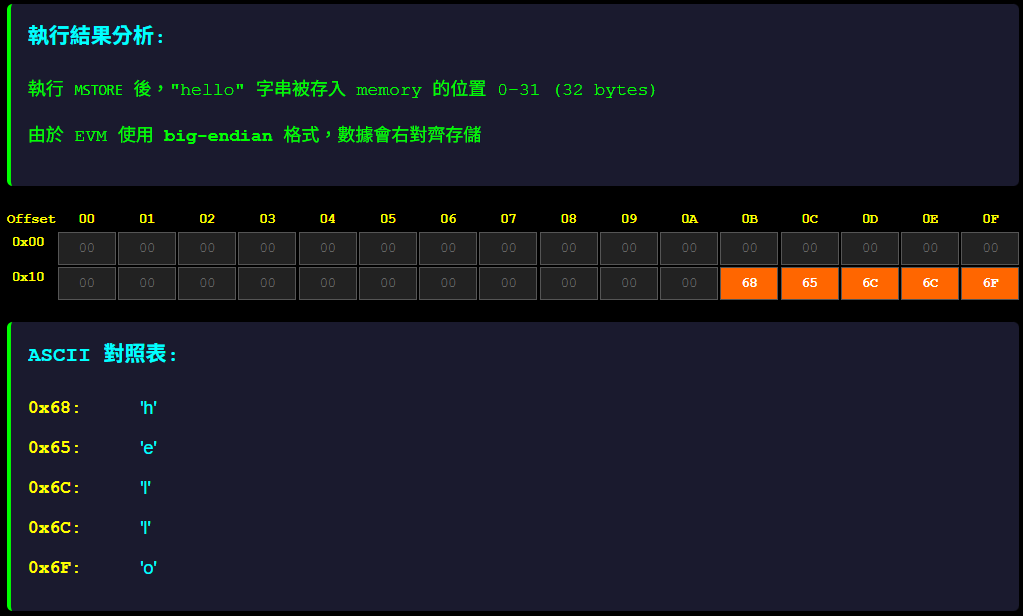 執行結果分析:
執行 MSTORE 後，"hello" 字串被存入 memory 的位置 0-31 (32 bytes)
由於 EVM 使用 big-endian 格式，數據會右對齊存儲
Offset 00 01 02 03 04 05 06 07 08 09 0A 0B 0C 0D 0E 0F
0x00 00 00 00 00 00 00 00 00 00 00 00 00 00 00 00 00
0x10 00 00 00 00 00 00 00 00 00 00 00 68 65 6C 6C 6F
ASCII 對照表:
0x68: 'h'
0x65: 'e'
0x6C: 'l'
0x6C: 'l'
0x6F: 'o'